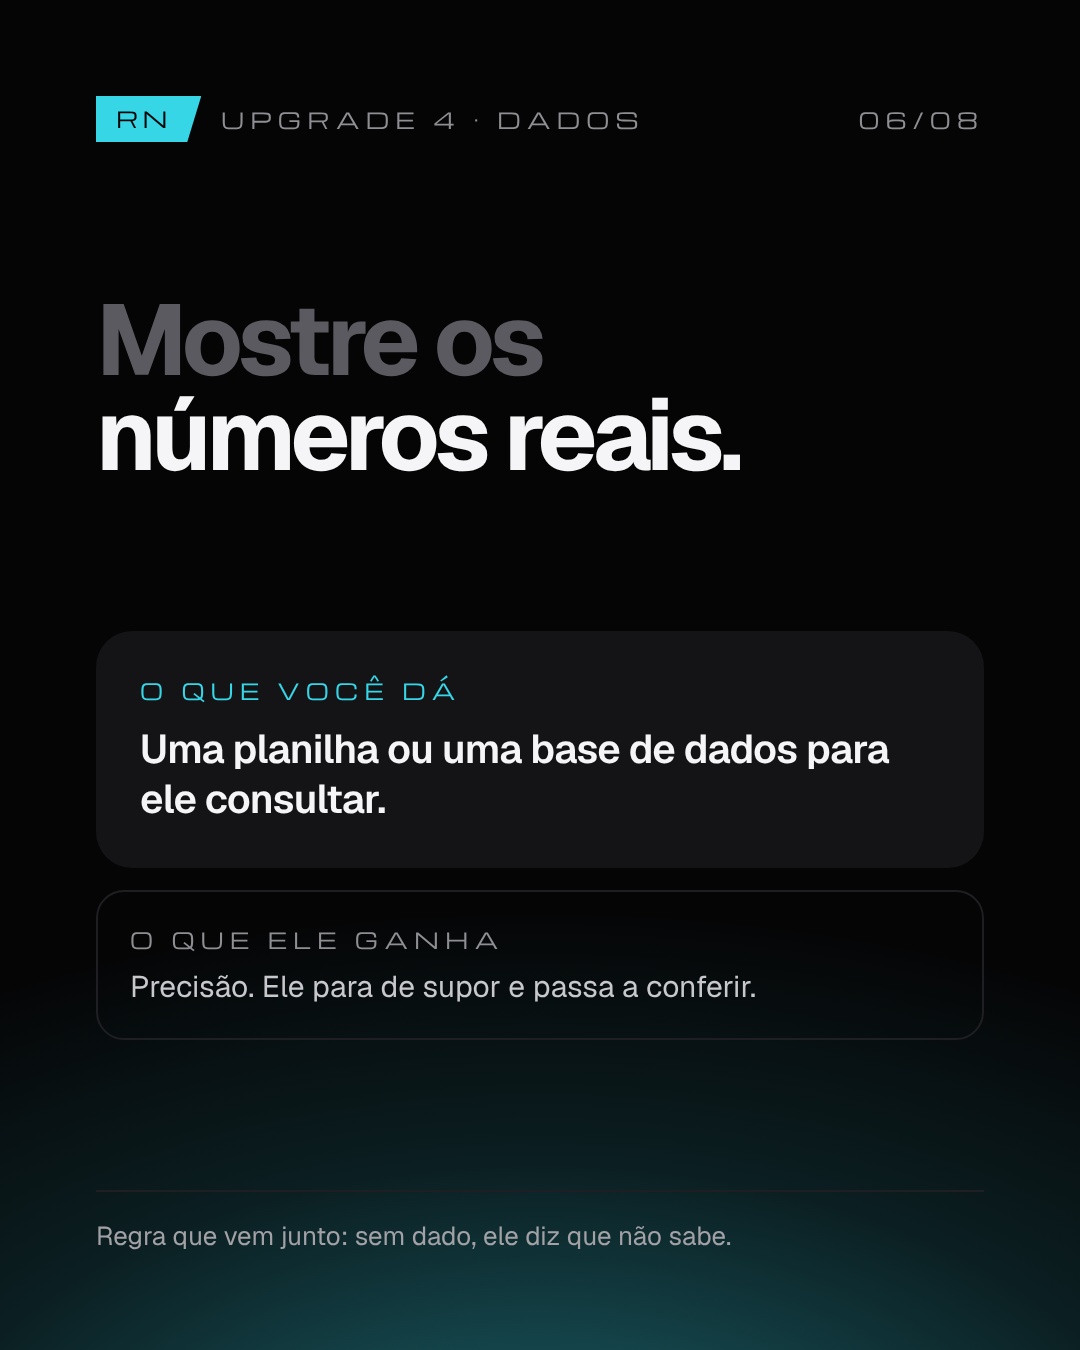 RN UPGRADE 4 · DADOS 06/08
Mostre os
números reais.
O QUE VOCÊ DÁ
Uma planilha ou uma base de dados para
ele consultar.
O QUE ELE GANHA
Precisão. Ele para de supor e passa a conferir.
Regra que vem junto: sem dado, ele diz que não sabe.